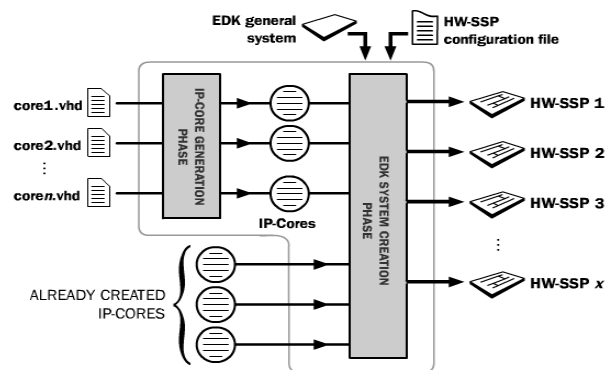 EDK general
system
HW-SSP
configuration file
core1.vhd
core2.vhd
⋮
coren.vhd
IP-CORE GENERATION
PHASE
IP-Cores
EDK SYSTEM CREATION
PHASE
HW-SSP 1
HW-SSP 2
HW-SSP 3
⋮
HW-SSP x
ALREADY CREATED
IP-CORES